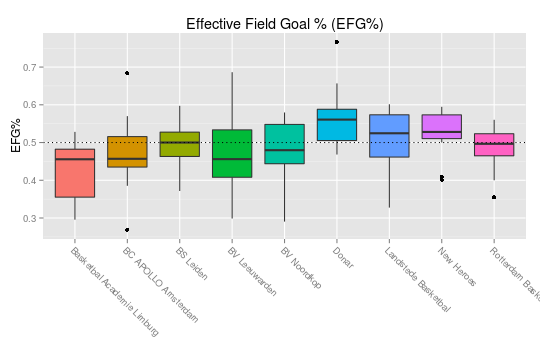 Effective Field Goal % (EFG%)
EFG%
0.7
0.6
0.5
0.4
0.3
Basketbal Academie Limburg
BC APOLLO Amsterdam
BS Leiden
BV Leeuwarden
BV Noordkop
Donar
Landstede Basketbal
New Heroes
Rotterdam Bask